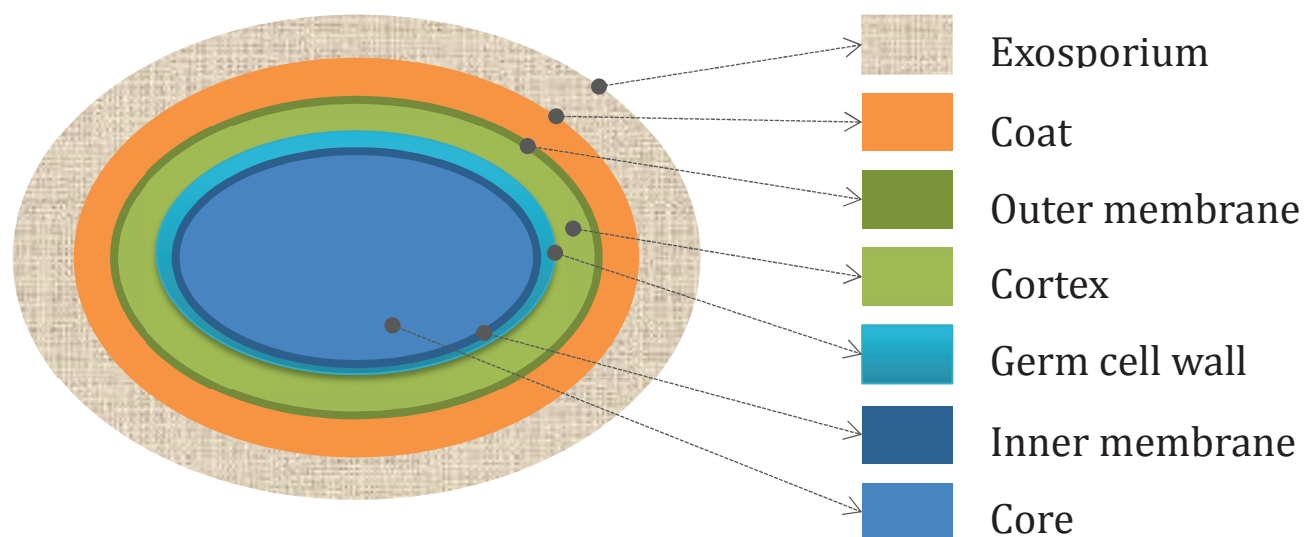 Exosporium
Coat
Outer membrane
Cortex
Germ cell wall
Inner membrane
Core